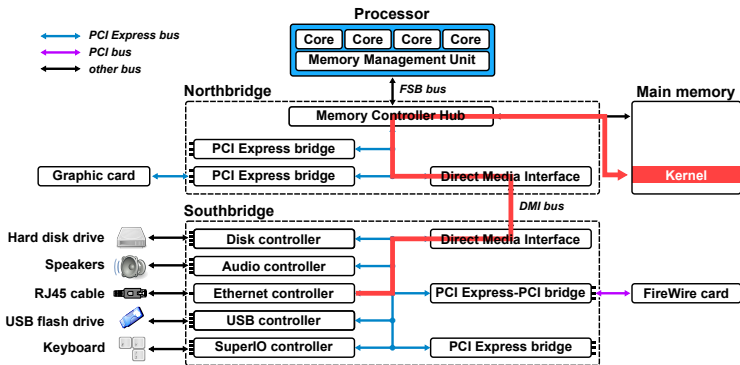 Processor
PCI Express bus
PCI bus
other bus
Core Core Core Core
Memory Management Unit
FSB bus
Northbridge
Main memory
Memory Controller Hub
PCI Express bridge
Graphic card
PCI Express bridge
Direct Media Interface
Kernel
DMI bus
Southbridge
Hard disk drive
Disk controller
Direct Media Interface
Speakers
Audio controller
RJ45 cable
Ethernet controller
PCI Express-PCI bridge
FireWire card
USB flash drive
USB controller
Keyboard
SuperIO controller
PCI Express bridge